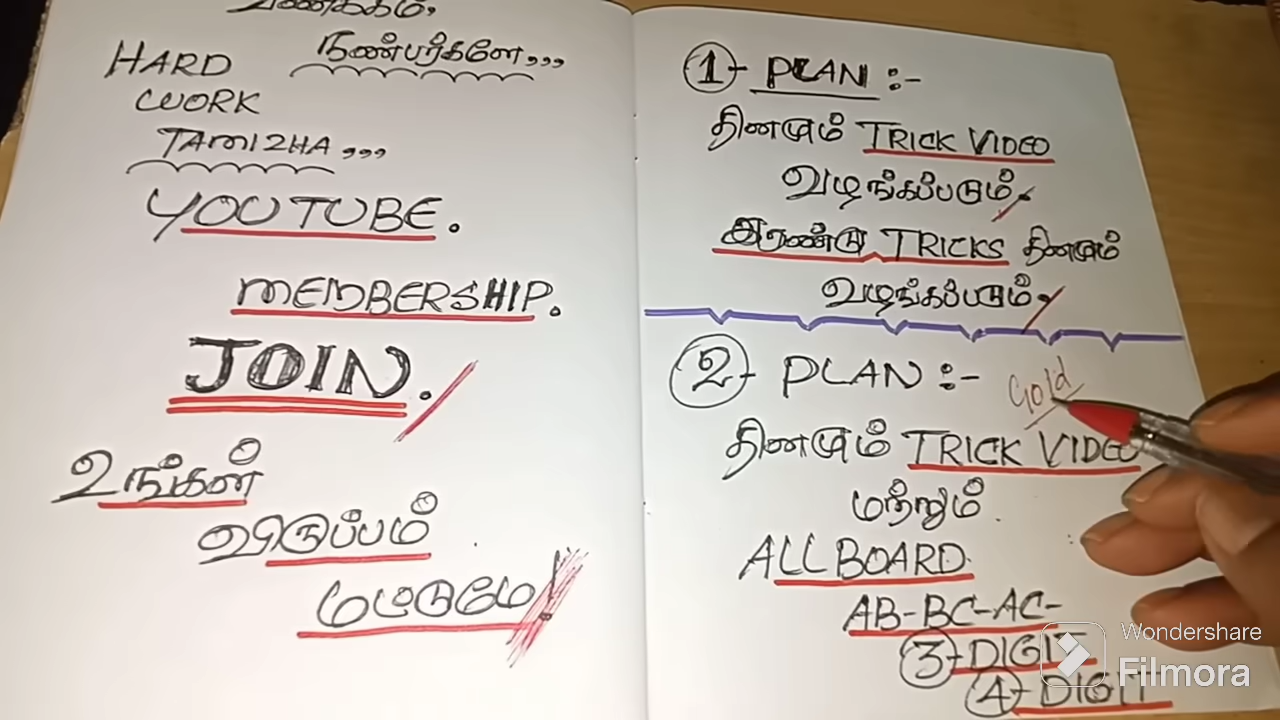 வணக்கம்,
நண்பர்களே,,,
HARD
WORK
TAMIZHA,,,
YOUTUBE.
MEMBERSHIP.
JOIN.
உங்கள்
விருப்பம்
மட்டுமே!
1- PLAN :-
தினமும் TRICK VIDEO
வழங்கப்படும்.
இரண்டு TRICKS தினமும்
வழங்கப்படும்.
2- PLAN :-
Gold
தினமும் TRICK VIDEO
மற்றும்.
ALL BOARD.
AB-BC-AC-
3-DIGIT
4-DIGIT
Wondershare
Filmora